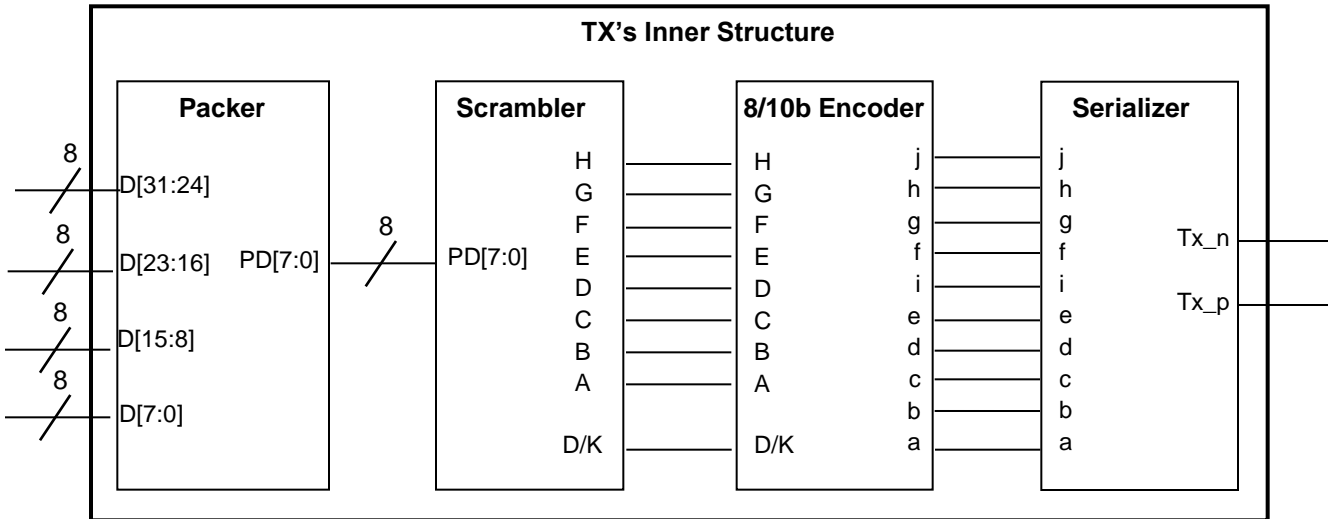 TX's Inner Structure
Packer
8
D[31:24]
8
D[23:16]
8
D[15:8]
8
D[7:0]
PD[7:0]
8
Scrambler
PD[7:0]
H
G
F
E
D
C
B
A
D/K
8/10b Encoder
H
G
F
E
D
C
B
A
D/K
j
h
g
f
i
e
d
c
b
a
Serializer
j
h
g
f
i
e
d
c
b
a
Tx_n
Tx_p